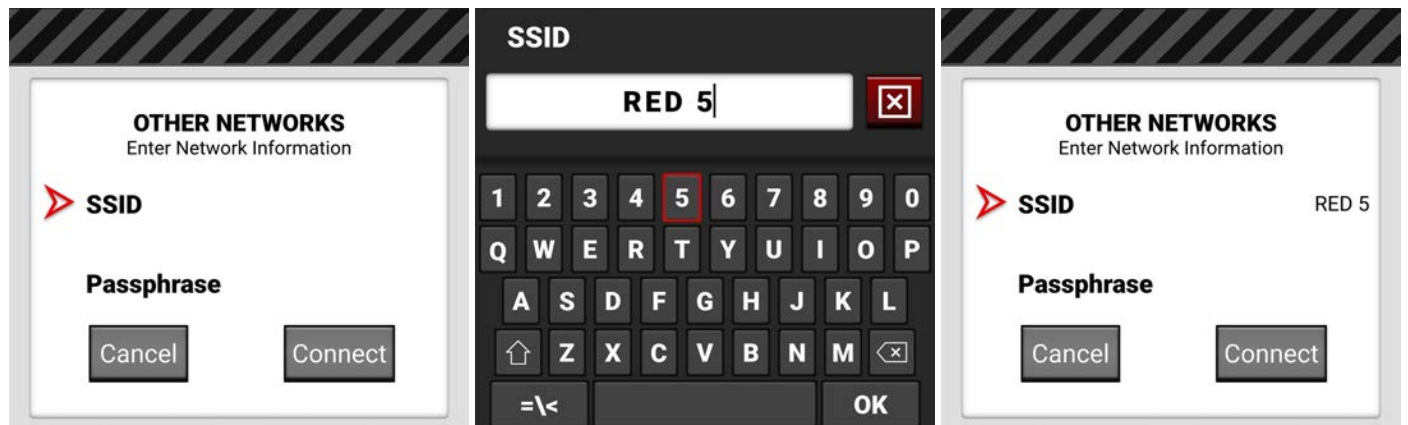 OTHER NETWORKS
Enter Network Information
SSID
Passphrase
Cancel Connect
SSID
RED 5
1 2 3 4 5 6 7 8 9 0
Q W E R T Y U I O P
A S D F G H J K L
Z X C V B N M
=\< OK
OTHER NETWORKS
Enter Network Information
SSID RED 5
Passphrase
Cancel Connect